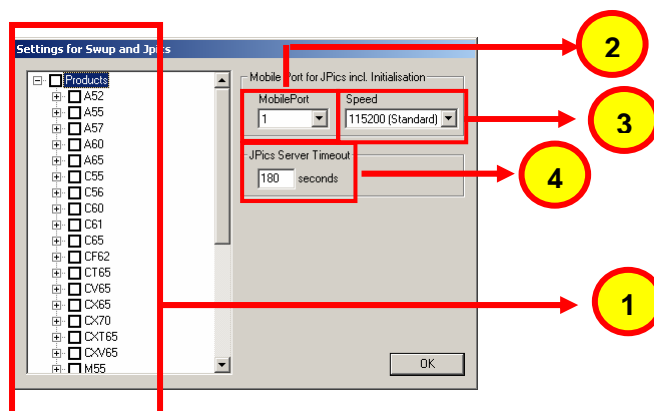 Settings for Swup and Jpics
Products
A52
A55
A57
A60
A65
C55
C56
C60
C61
C65
CF62
CT65
CV65
CX65
CX70
CXT65
CXV65
M55
Mobile Port for JPics incl. Initialisation
MobilePort
1
Speed
115200 (Standard)
JPics Server Timeout
180 seconds
OK
2
3
4
1